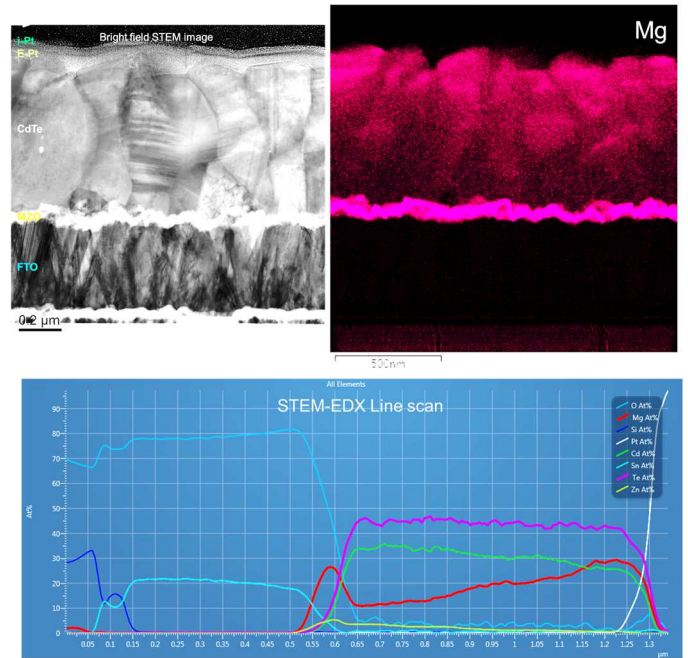 Bright field STEM image
i-Pt
E-Pt
CdTe
MZO
FTO
0.2 µm
Mg
500nm
All Elements
STEM-EDX Line scan
O At%
Mg At%
Si At%
Pt At%
Cd At%
Sn At%
Te At%
Zn At%
At%
90
80
70
60
50
40
30
20
10
0
0.05 0.1 0.15 0.2 0.25 0.3 0.35 0.4 0.45 0.5 0.55 0.6 0.65 0.7 0.75 0.8 0.85 0.9 0.95 1 1.05 1.1 1.15 1.2 1.25 1.3
µm